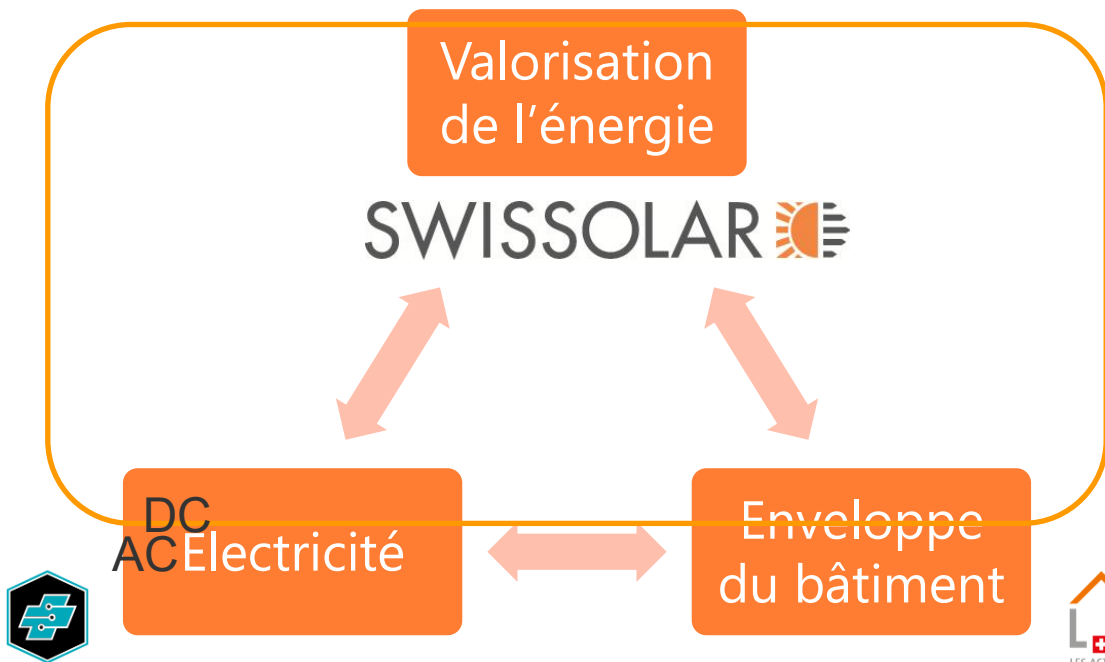 Valorisation
de l'énergie
SWISSOLAR
DC
AC
Electricité
Enveloppe
du bâtiment
L